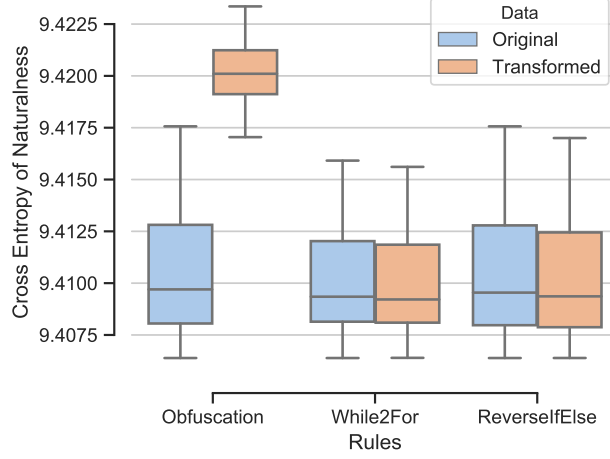 Data
Original
Transformed
Cross Entropy of Naturalness
9.4225
9.4200
9.4175
9.4150
9.4125
9.4100
9.4075
Obfuscation
While2For
ReverseIfElse
Rules